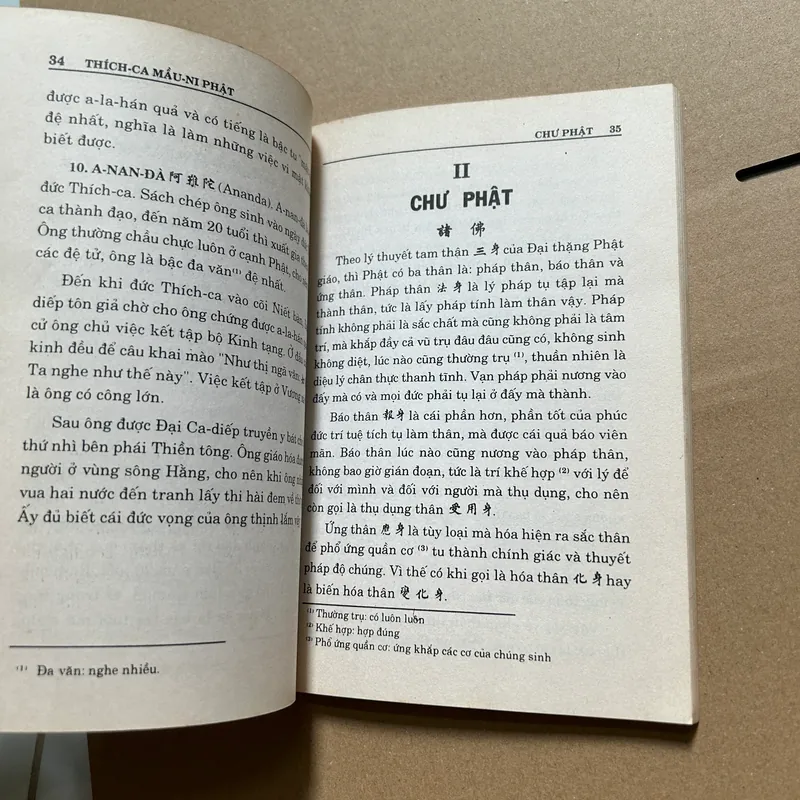 34 THÍCH-CA MẦU-NI PHẬT
được a-la-hán quả và có tiếng là bậc tu
đệ nhất, nghĩa là làm những việc vi
biết được.
10. A-NAN-ĐÀ 阿難陀 (Ananda). A-nan-đà
đức Thích-ca. Sách chép ông sinh vào ngày
ca thành đạo, đến năm 20 tuổi thì xuất gia
Ông thường chầu chực luôn ở cạnh Phật, cho
các đệ tử, ông là bậc đa văn⁽¹⁾ đệ nhất.
Đến khi đức Thích-ca vào cõi Niết
diếp tôn giả chờ cho ông chứng được a-la-hán
cử ông chủ việc kết tập bộ Kinh tạng. Ở
kinh đều để câu khai mào "Như thị ngã văn
Ta nghe như thế này". Việc kết tập ở Vương
là ông có công lớn.
Sau ông được Đại Ca-diếp truyền y bát
thứ nhì bên phái Thiền tông. Ông giáo hóa
người ở vùng sông Hằng, cho nên khi ông
vua hai nước đến tranh lấy thi hài đem về
Ấy đủ biết cái đức vọng của ông thịnh lắm
⁽¹⁾ Đa văn: nghe nhiều.
CHƯ PHẬT 35
II
CHƯ PHẬT
諸佛
Theo lý thuyết tam thân 三身 của Đại thặng Phật
giáo, thì Phật có ba thân là: pháp thân, báo thân và
ứng thân. Pháp thân 法身 là lý pháp tụ tập lại mà
thành thân, tức là lấy pháp tính làm thân vậy. Pháp
tính không phải là sắc chất mà cũng không phải là tâm
trí, mà khắp đầy cả vũ trụ đâu đâu cũng có, không sinh
không diệt, lúc nào cũng thường trụ ⁽¹⁾, thuần nhiên là
diệu lý chân thực thanh tĩnh. Vạn pháp phải nương vào
đấy mà có và mọi đức phải tụ lại ở đấy mà thành.
Báo thân 報身 là cái phần hơn, phần tốt của phúc
đức trí tuệ tích tụ làm thân, mà được cái quả báo viên
mãn. Báo thân lúc nào cũng nương vào pháp thân,
không bao giờ gián đoạn, tức là trí khế hợp ⁽²⁾ với lý để
đối với mình và đối với người mà thụ dụng, cho nên
còn gọi là thụ dụng thân 受用身.
Ứng thân 應身 là tùy loại mà hóa hiện ra sắc thân
để phổ ứng quần cơ ⁽³⁾ tu thành chính giác và thuyết
pháp độ chúng. Vì thế có khi gọi là hóa thân 化身 hay
là biến hóa thân 變化身.
⁽¹⁾ Thường trụ: có luôn luôn
⁽²⁾ Khế hợp: hợp đúng
⁽³⁾ Phổ ứng quần cơ: ứng khắp các cơ của chúng sinh